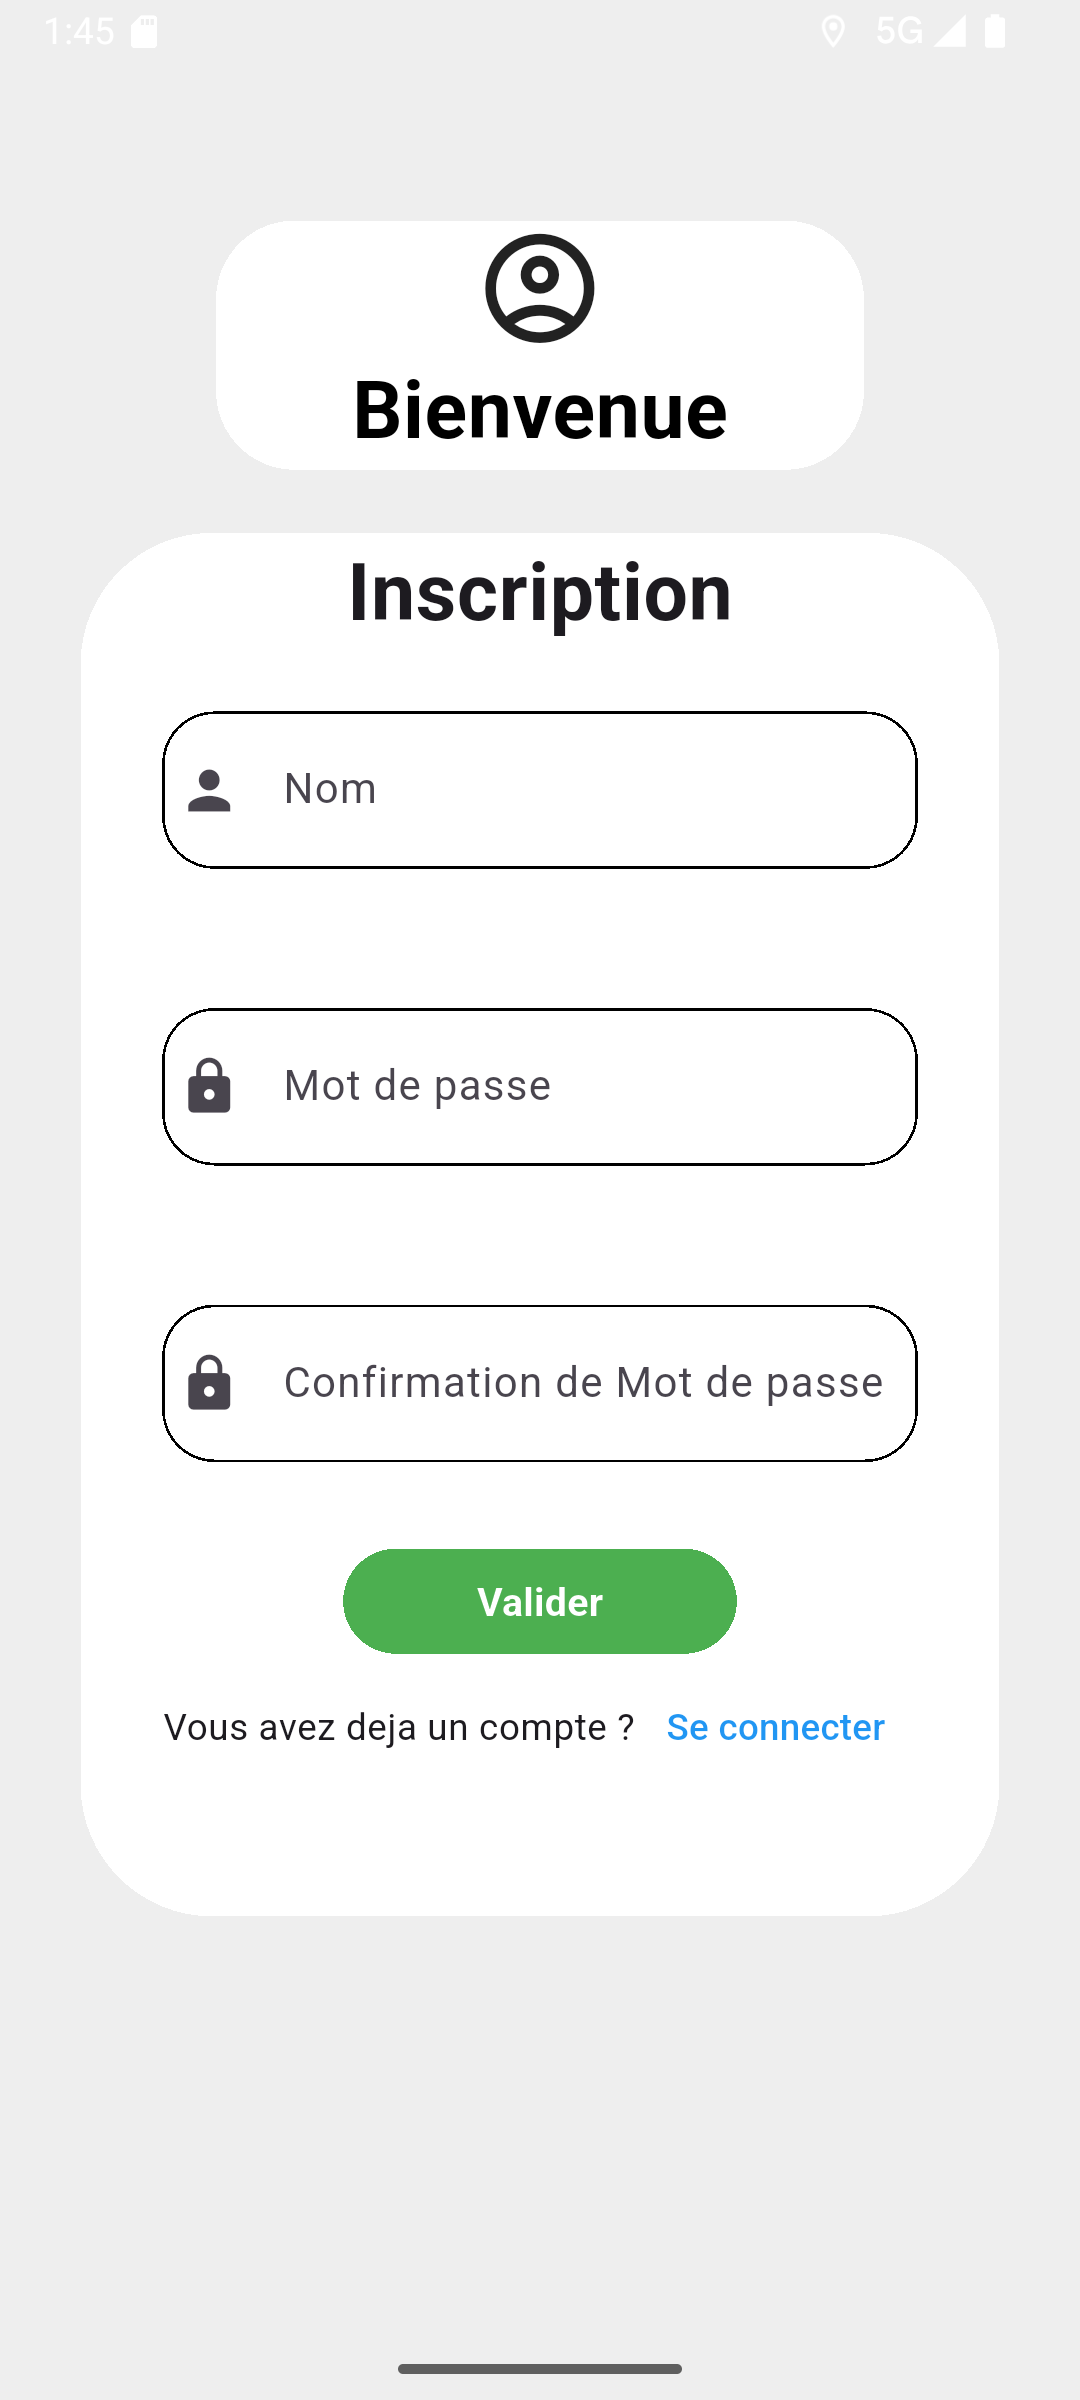 1:45 5G
Bienvenue
Inscription
Nom
Mot de passe
Confirmation de Mot de passe
Valider
Vous avez deja un compte ? Se connecter